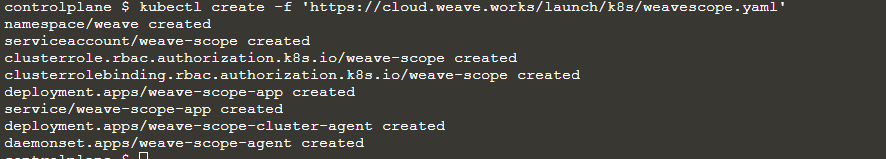 controlplane $ kubectl create -f 'https://cloud.weave.works/launch/k8s/weavescope.yaml'
namespace/weave created
serviceaccount/weave-scope created
clusterrole.rbac.authorization.k8s.io/weave-scope created
clusterrolebinding.rbac.authorization.k8s.io/weave-scope created
deployment.apps/weave-scope-app created
service/weave-scope-app created
deployment.apps/weave-scope-cluster-agent created
daemonset.apps/weave-scope-agent created
controlplane $